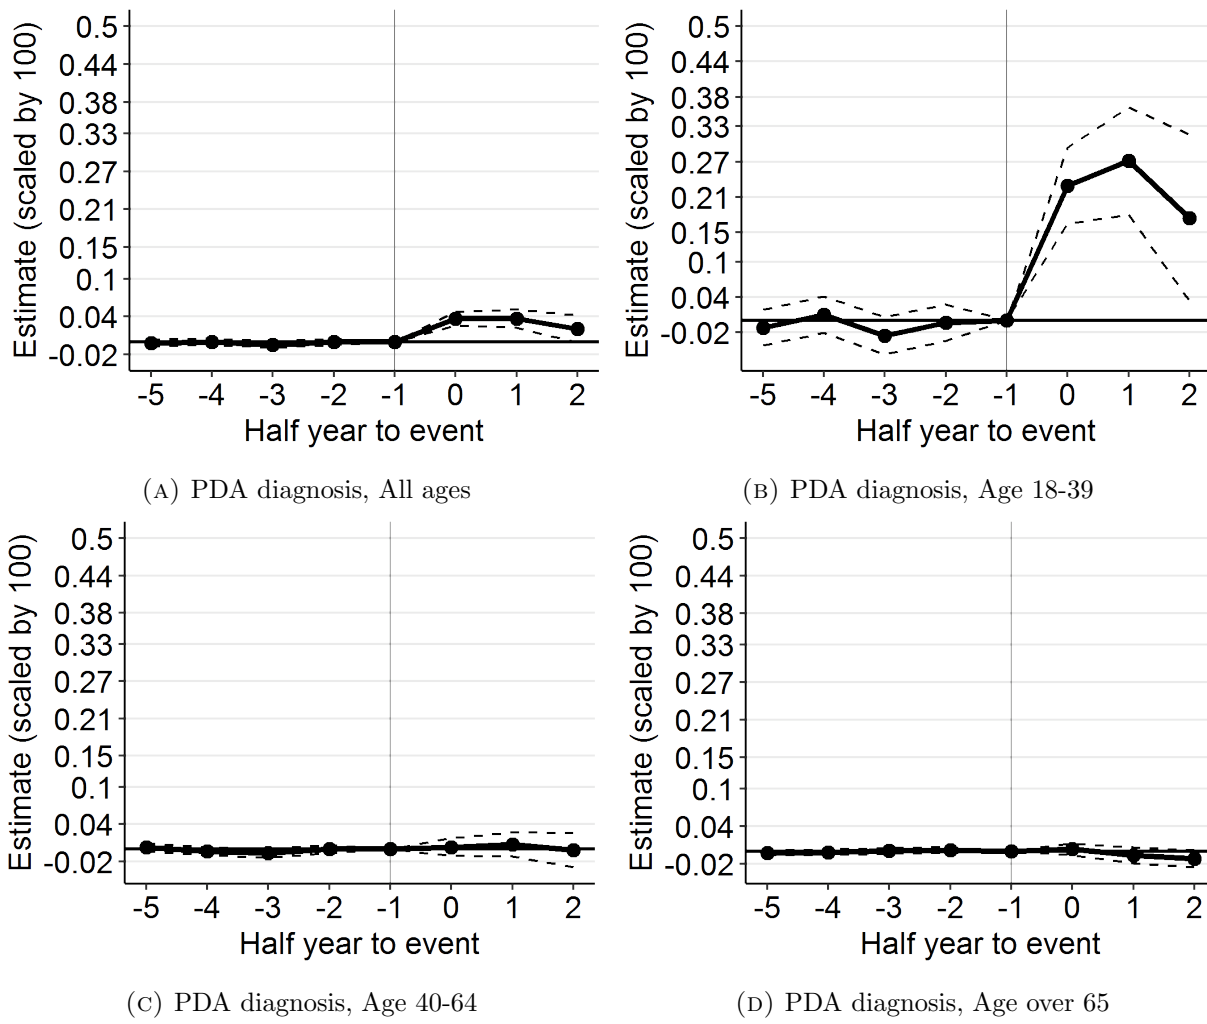 Estimate (scaled by 100)
0.5
0.44
0.38
0.33
0.27
0.21
0.15
0.1
0.04
-0.02
-5 -4 -3 -2 -1 0 1 2
Half year to event
(A) PDA diagnosis, All ages
Estimate (scaled by 100)
0.5
0.44
0.38
0.33
0.27
0.21
0.15
0.1
0.04
-0.02
-5 -4 -3 -2 -1 0 1 2
Half year to event
(B) PDA diagnosis, Age 18-39
Estimate (scaled by 100)
0.5
0.44
0.38
0.33
0.27
0.21
0.15
0.1
0.04
-0.02
-5 -4 -3 -2 -1 0 1 2
Half year to event
(C) PDA diagnosis, Age 40-64
Estimate (scaled by 100)
0.5
0.44
0.38
0.33
0.27
0.21
0.15
0.1
0.04
-0.02
-5 -4 -3 -2 -1 0 1 2
Half year to event
(D) PDA diagnosis, Age over 65